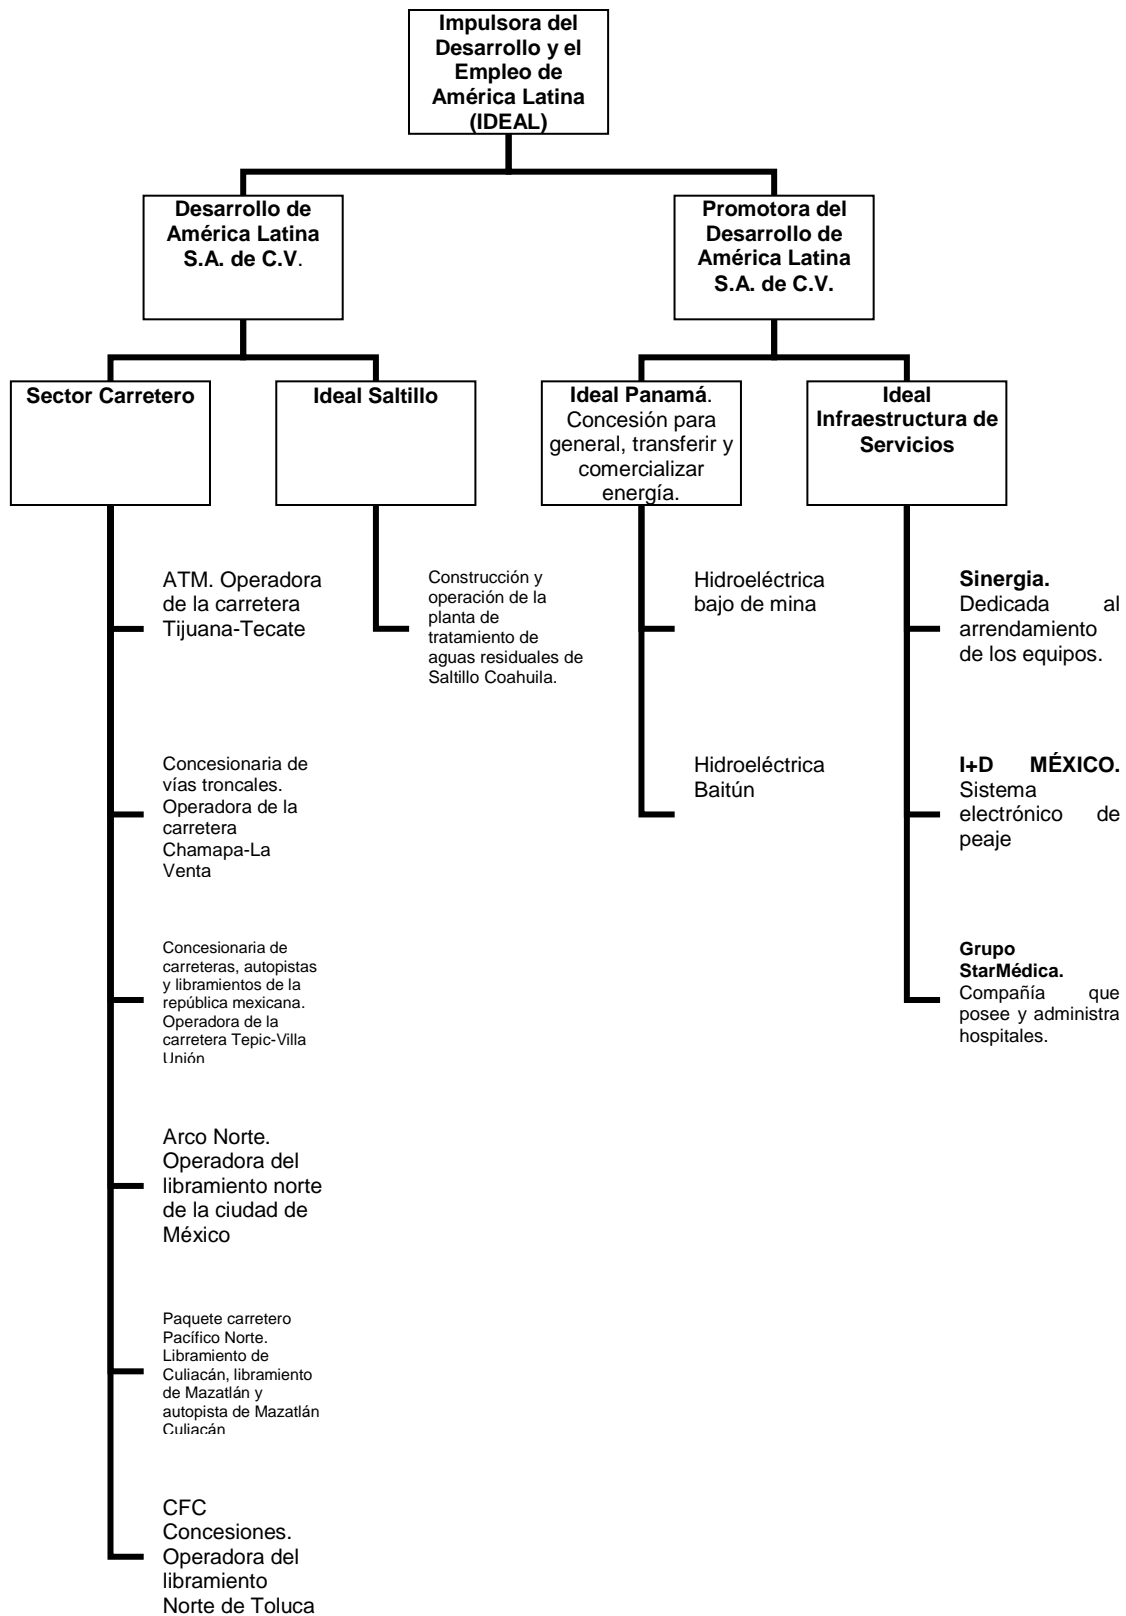 Impulsora del
Desarrollo y el
Empleo de
América Latina
(IDEAL)
Desarrollo de
América Latina
S.A. de C.V.
Promotora del
Desarrollo de
América Latina
S.A. de C.V.
Sector Carretero
Ideal Saltillo
Ideal Panamá.
Concesión para
general, transferir y
comercializar
energía.
Ideal
Infraestructura de
Servicios
ATM. Operadora
de la carretera
Tijuana-Tecate
Concesionaria de
vías troncales.
Operadora de la
carretera
Chamapa-La
Venta
Concesionaria de
carreteras, autopistas
y libramientos de la
república mexicana.
Operadora de la
carretera Tepic-Villa
Unión
Arco Norte.
Operadora del
libramiento norte
de la ciudad de
México
Paquete carretero
Pacífico Norte.
Libramiento de
Culiacán, libramiento
de Mazatlán y
autopista de Mazatlán
Culiacán
CFC
Concesiones.
Operadora del
libramiento
Norte de Toluca
Construcción y
operación de la
planta de
tratamiento de
aguas residuales de
Saltillo Coahuila.
Hidroeléctrica
bajo de mina
Hidroeléctrica
Baitún
Sinergia.
Dedicada al
arrendamiento
de los equipos.
I+D MÉXICO.
Sistema
electrónico de
peaje
Grupo
StarMédica.
Compañía que
posee y administra
hospitales.